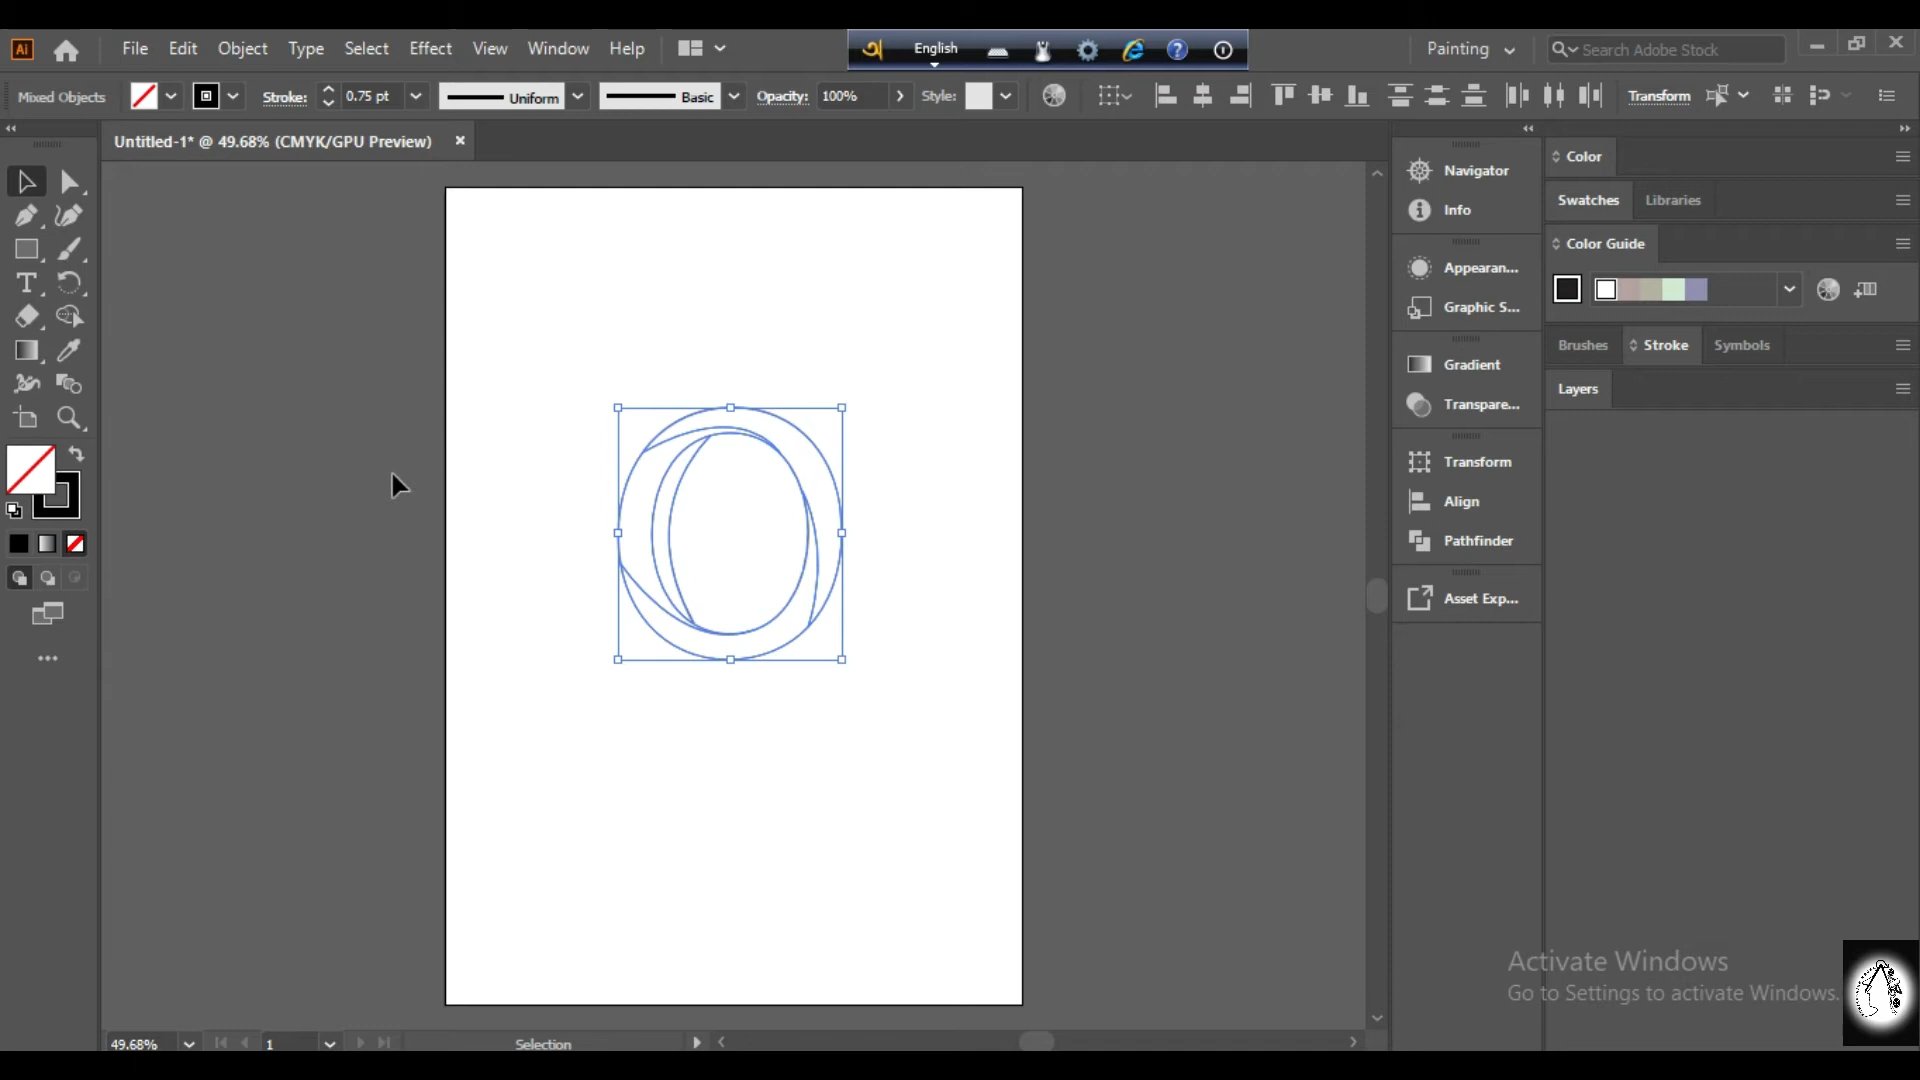 Ai File Edit Object Type Select Effect View Window Help অ English Painting Search Adobe Stock
Mixed Objects Stroke: 0.75 pt Uniform Basic Opacity: 100% Style: Transform
Untitled-1* @ 49.68% (CMYK/GPU Preview)
Navigator
Info
Appearan...
Graphic S...
Gradient
Transpare...
Transform
Align
Pathfinder
Asset Exp...
Color
Swatches Libraries
Color Guide
Brushes Stroke Symbols
Layers
Activate Windows
Go to Settings to activate Windows.
49.68% 1 Selection